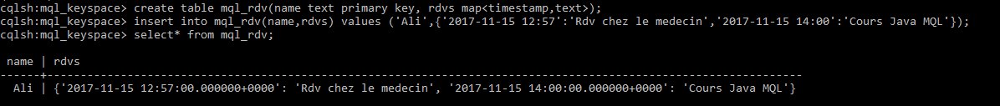 cqlsh:mql_keyspace> create table mql_rdv(name text primary key, rdvs map<timestamp,text>);
cqlsh:mql_keyspace> insert into mql_rdv(name,rdvs) values ('Ali',{'2017-11-15 12:57':'Rdv chez le medecin','2017-11-15 14:00':'Cours Java MQL'});
cqlsh:mql_keyspace> select* from mql_rdv;
name | rdvs
------+----------------------------------------------------------------------------------------------------------------
Ali | {'2017-11-15 12:57:00.000000+0000': 'Rdv chez le medecin', '2017-11-15 14:00:00.000000+0000': 'Cours Java MQL'}